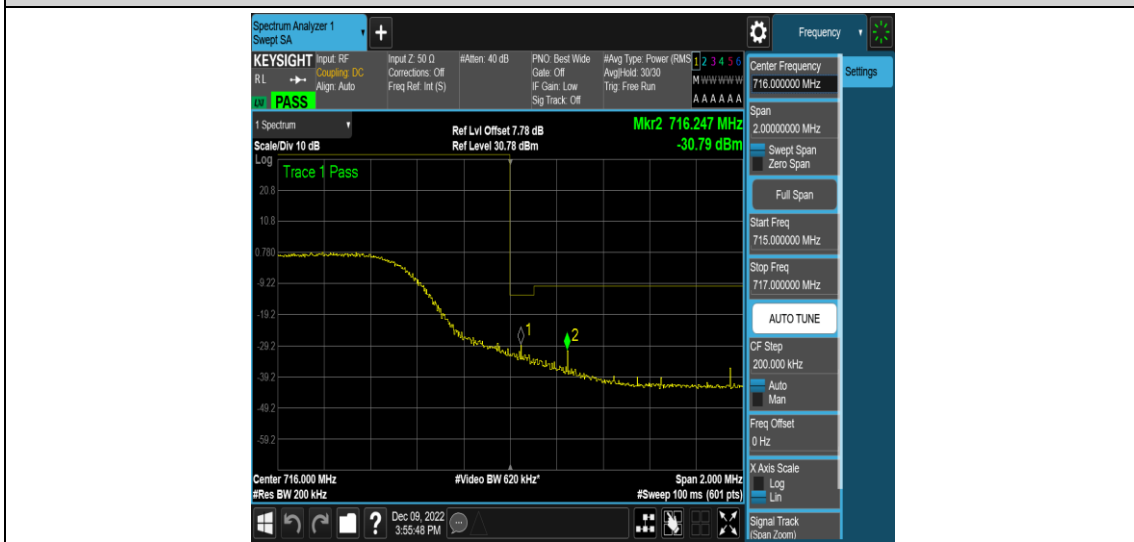 Spectrum Analyzer 1
Swept SA
+
Frequency
KEYSIGHT
RL
PASS
Input: RF
Coupling: DC
Align: Auto
Input Z: 50 Ω
Corrections: Off
Freq Ref: Int (S)
#Atten: 40 dB
PNO: Best Wide
Gate: Off
IF Gain: Low
Sig Track: Off
#Avg Type: Power (RMS
Avg|Hold: 30/30
Trig: Free Run
1 2 3 4 5 6
M W W W W W
A A A A A A
1 Spectrum
Scale/Div 10 dB
Ref Lvl Offset 7.78 dB
Ref Level 30.78 dBm
Mkr2 716.247 MHz
-30.79 dBm
Log
Trace 1 Pass
20.8
10.8
0.780
-9.22
-19.2
-29.2
-39.2
-49.2
-59.2
1
2
Center 716.000 MHz
#Res BW 200 kHz
#Video BW 620 kHz*
Span 2.000 MHz
#Sweep 100 ms (601 pts)
?
Dec 09, 2022
3:55:48 PM
Center Frequency
716.000000 MHz
Settings
Span
2.00000000 MHz
Swept Span
Zero Span
Full Span
Start Freq
715.000000 MHz
Stop Freq
717.000000 MHz
AUTO TUNE
CF Step
200.000 kHz
Auto
Man
Freq Offset
0 Hz
X Axis Scale
Log
Lin
Signal Track
(Span Zoom)